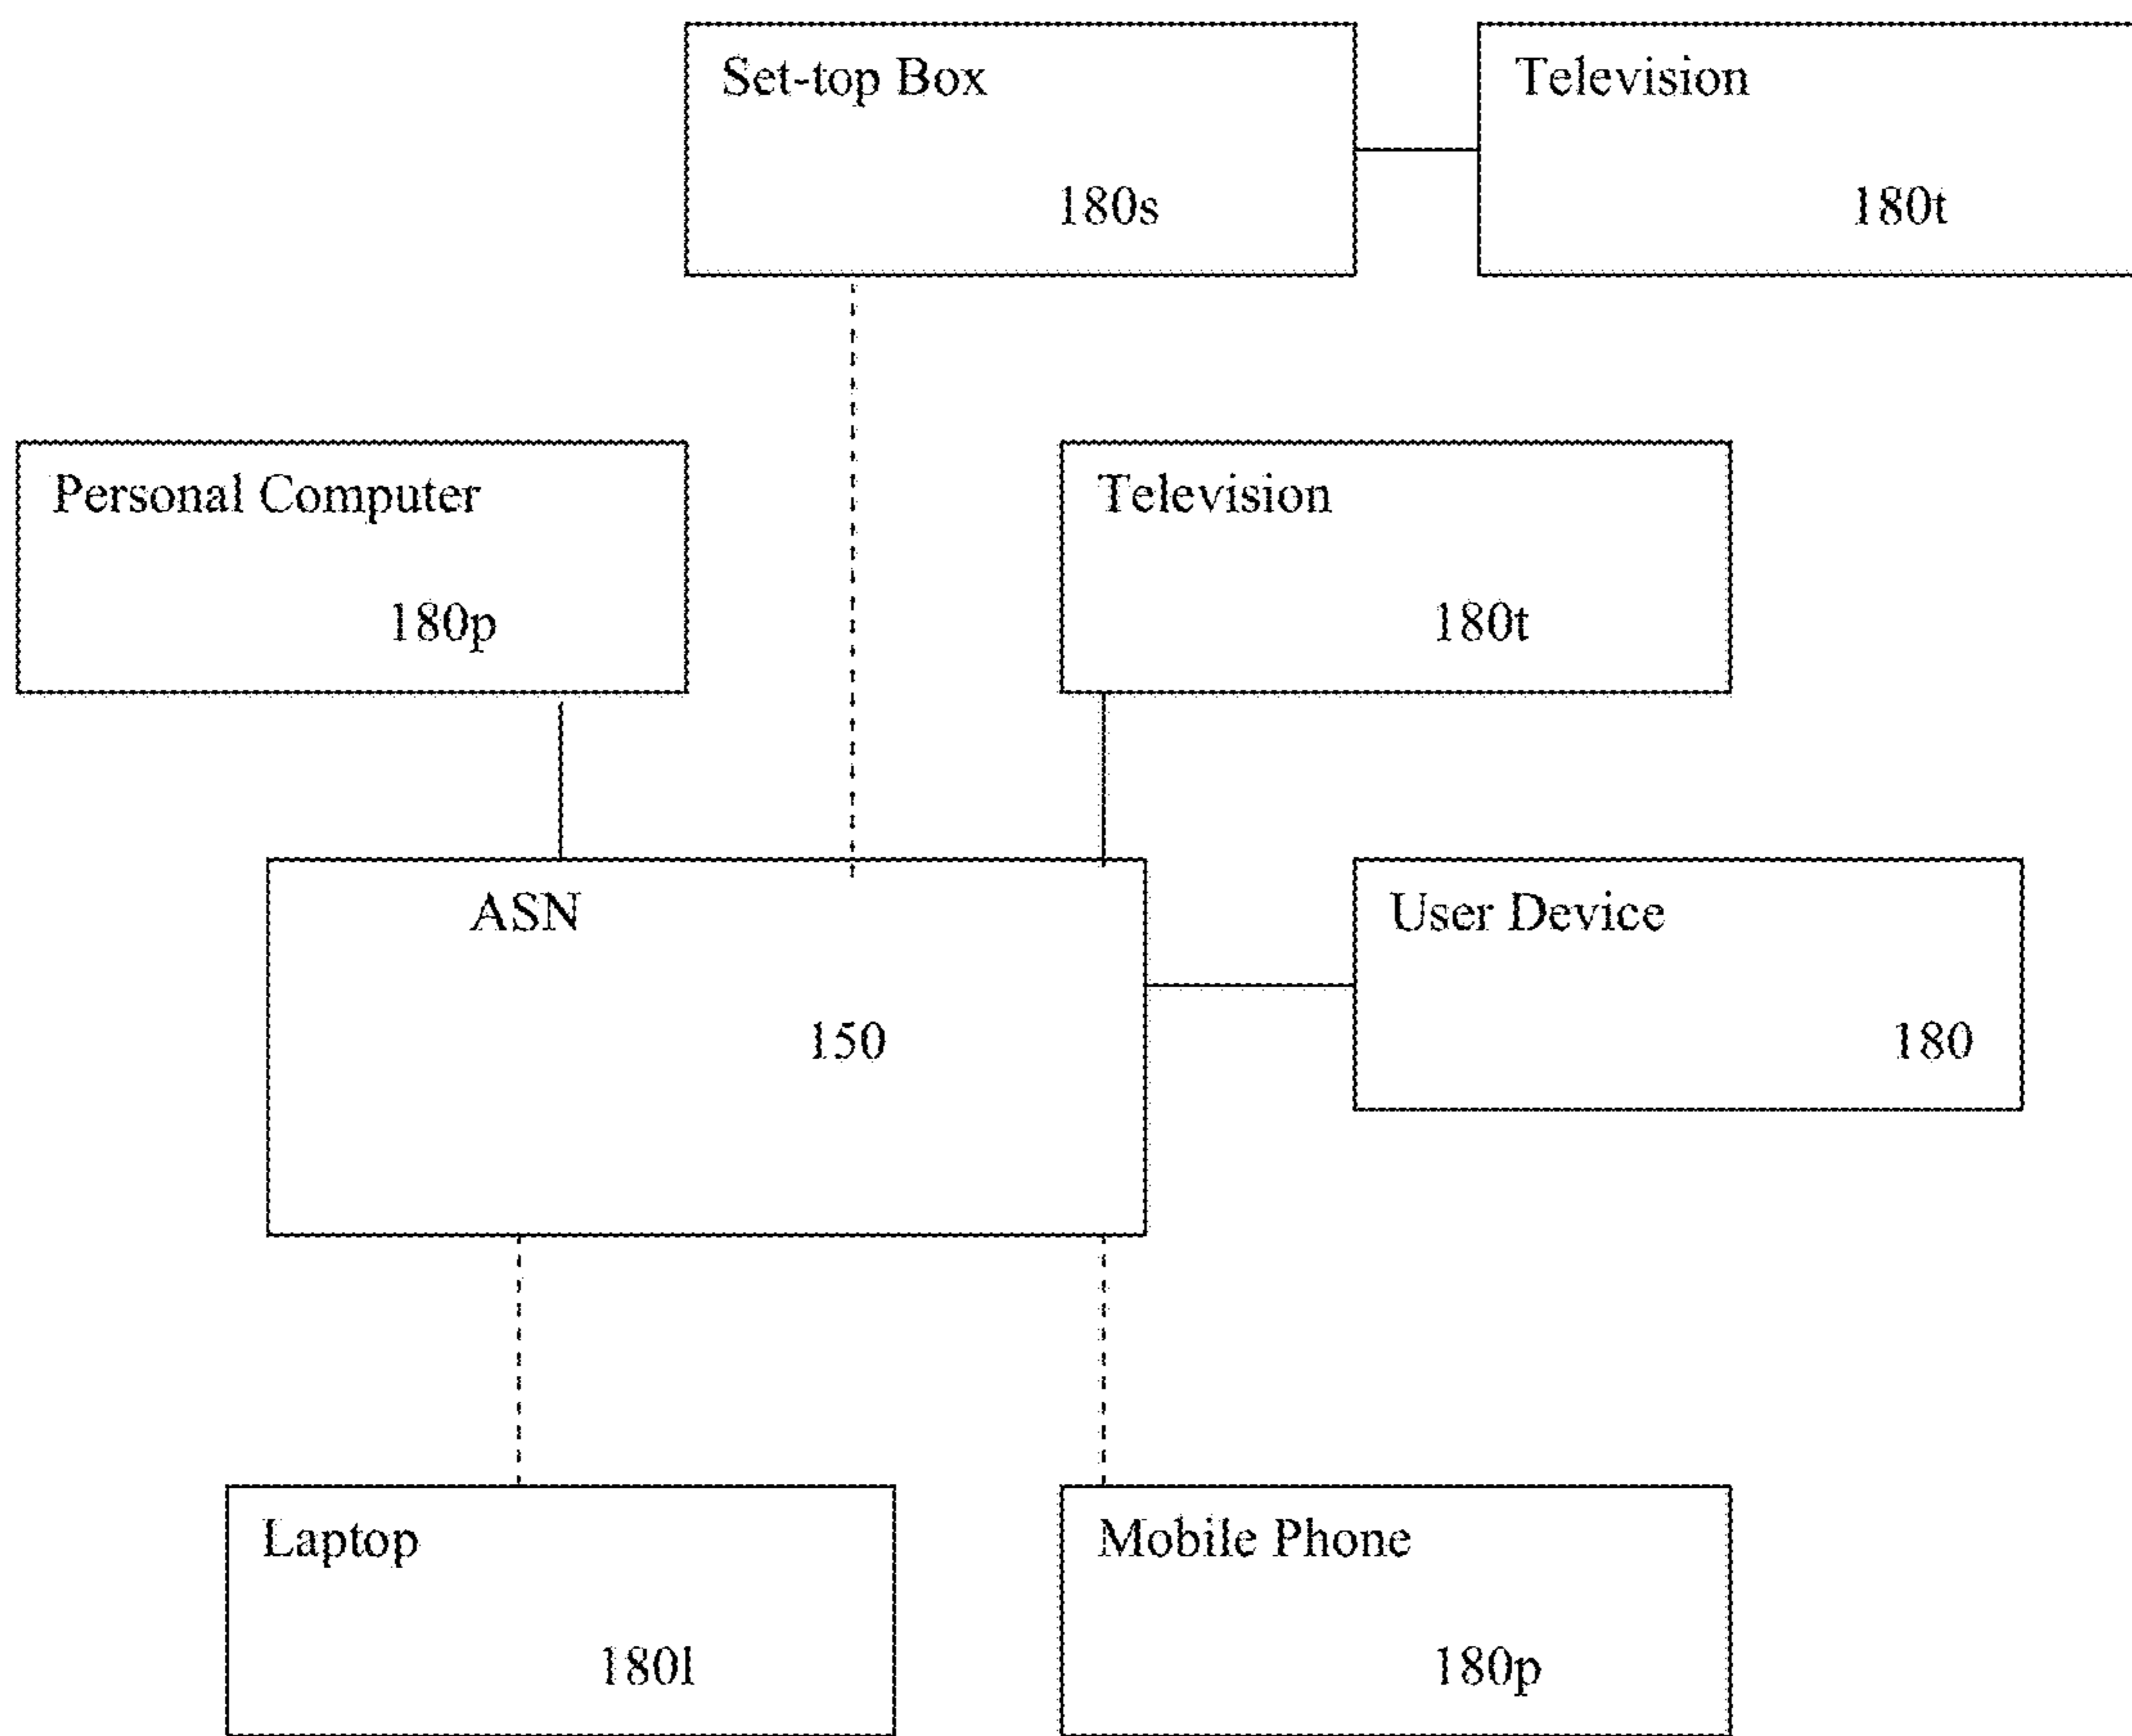 Set-top Box
180s
Television
180t
Personal Computer
180p
Television
180t
ASN
150
User Device
180
Laptop
180l
Mobile Phone
180p